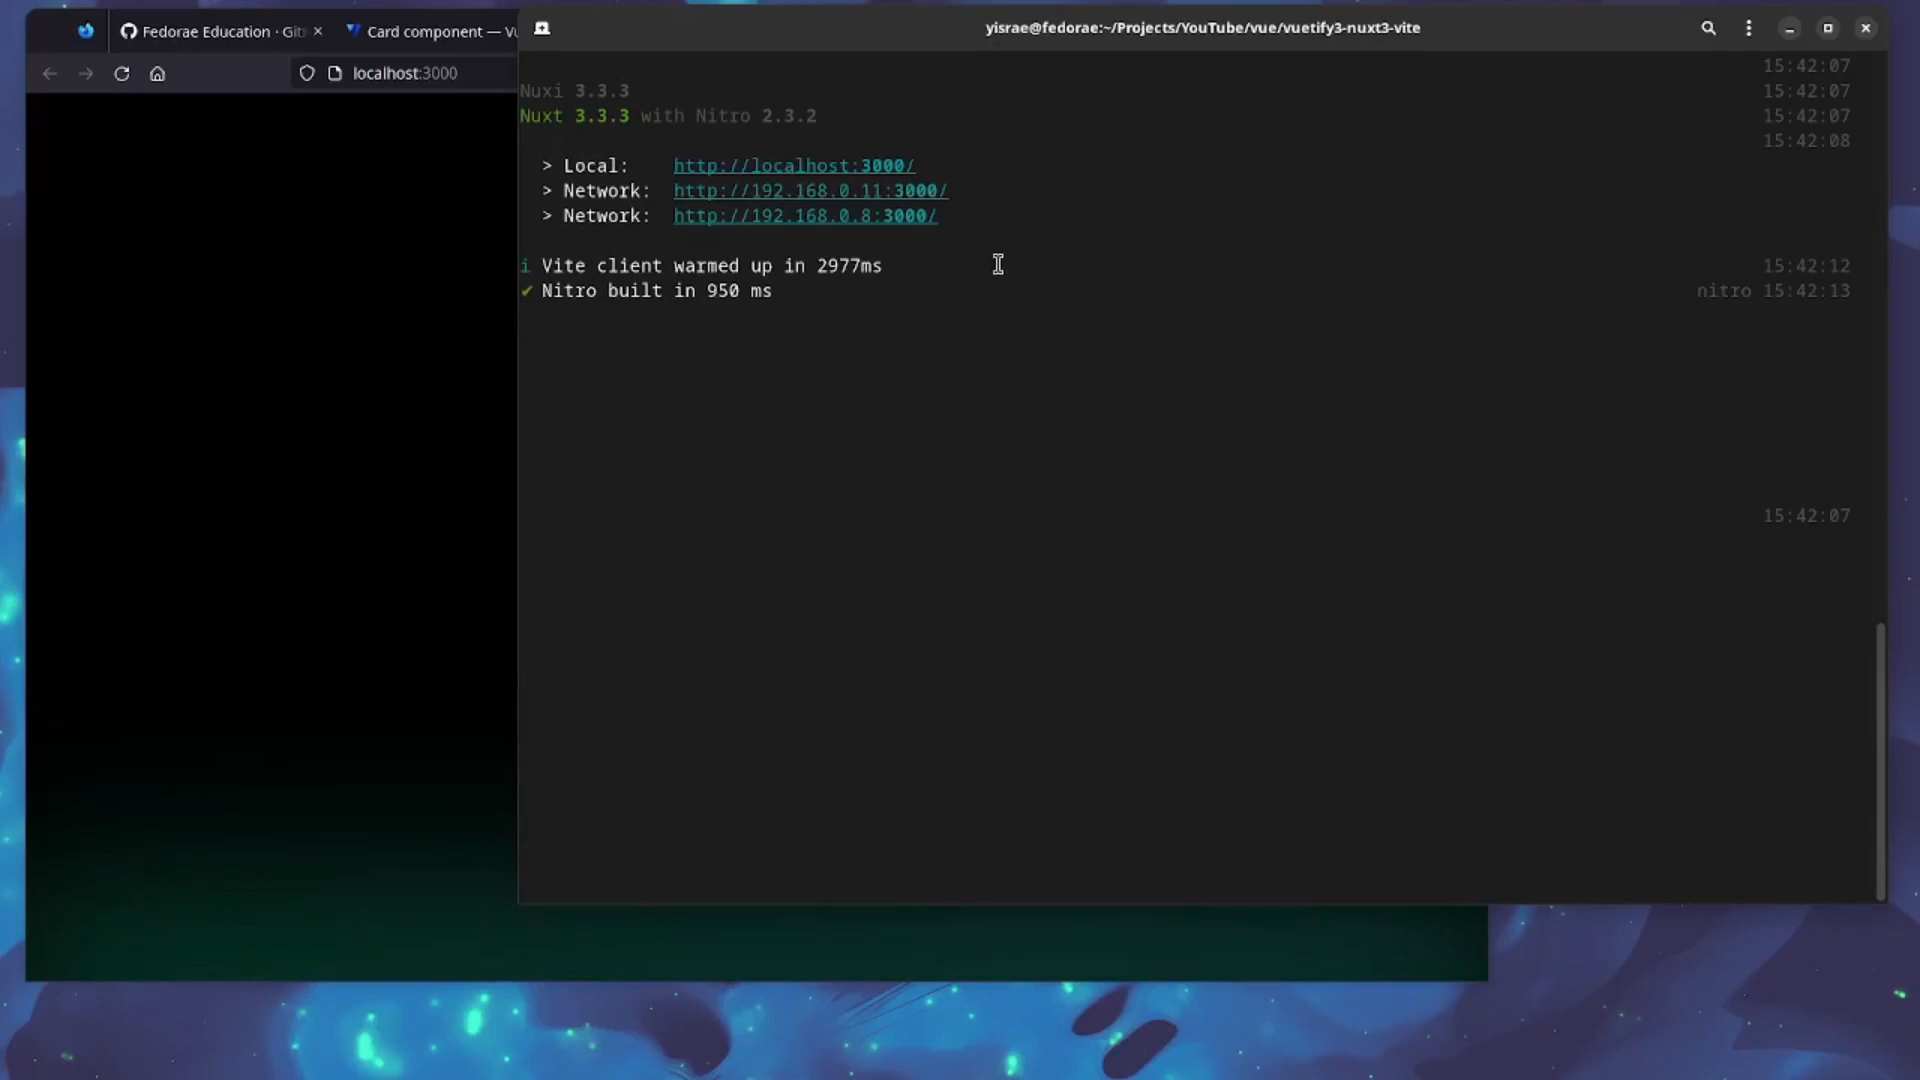 Fedorae Education · Git
Card component — Vu
localhost:3000
yisrae@fedorae:~/Projects/YouTube/vue/vuetify3-nuxt3-vite
15:42:07
Nuxi 3.3.3 15:42:07
Nuxt 3.3.3 with Nitro 2.3.2 15:42:07
15:42:08
> Local: http://localhost:3000/
> Network: http://192.168.0.11:3000/
> Network: http://192.168.0.8:3000/
i Vite client warmed up in 2977ms 15:42:12
✔ Nitro built in 950 ms nitro 15:42:13
15:42:07